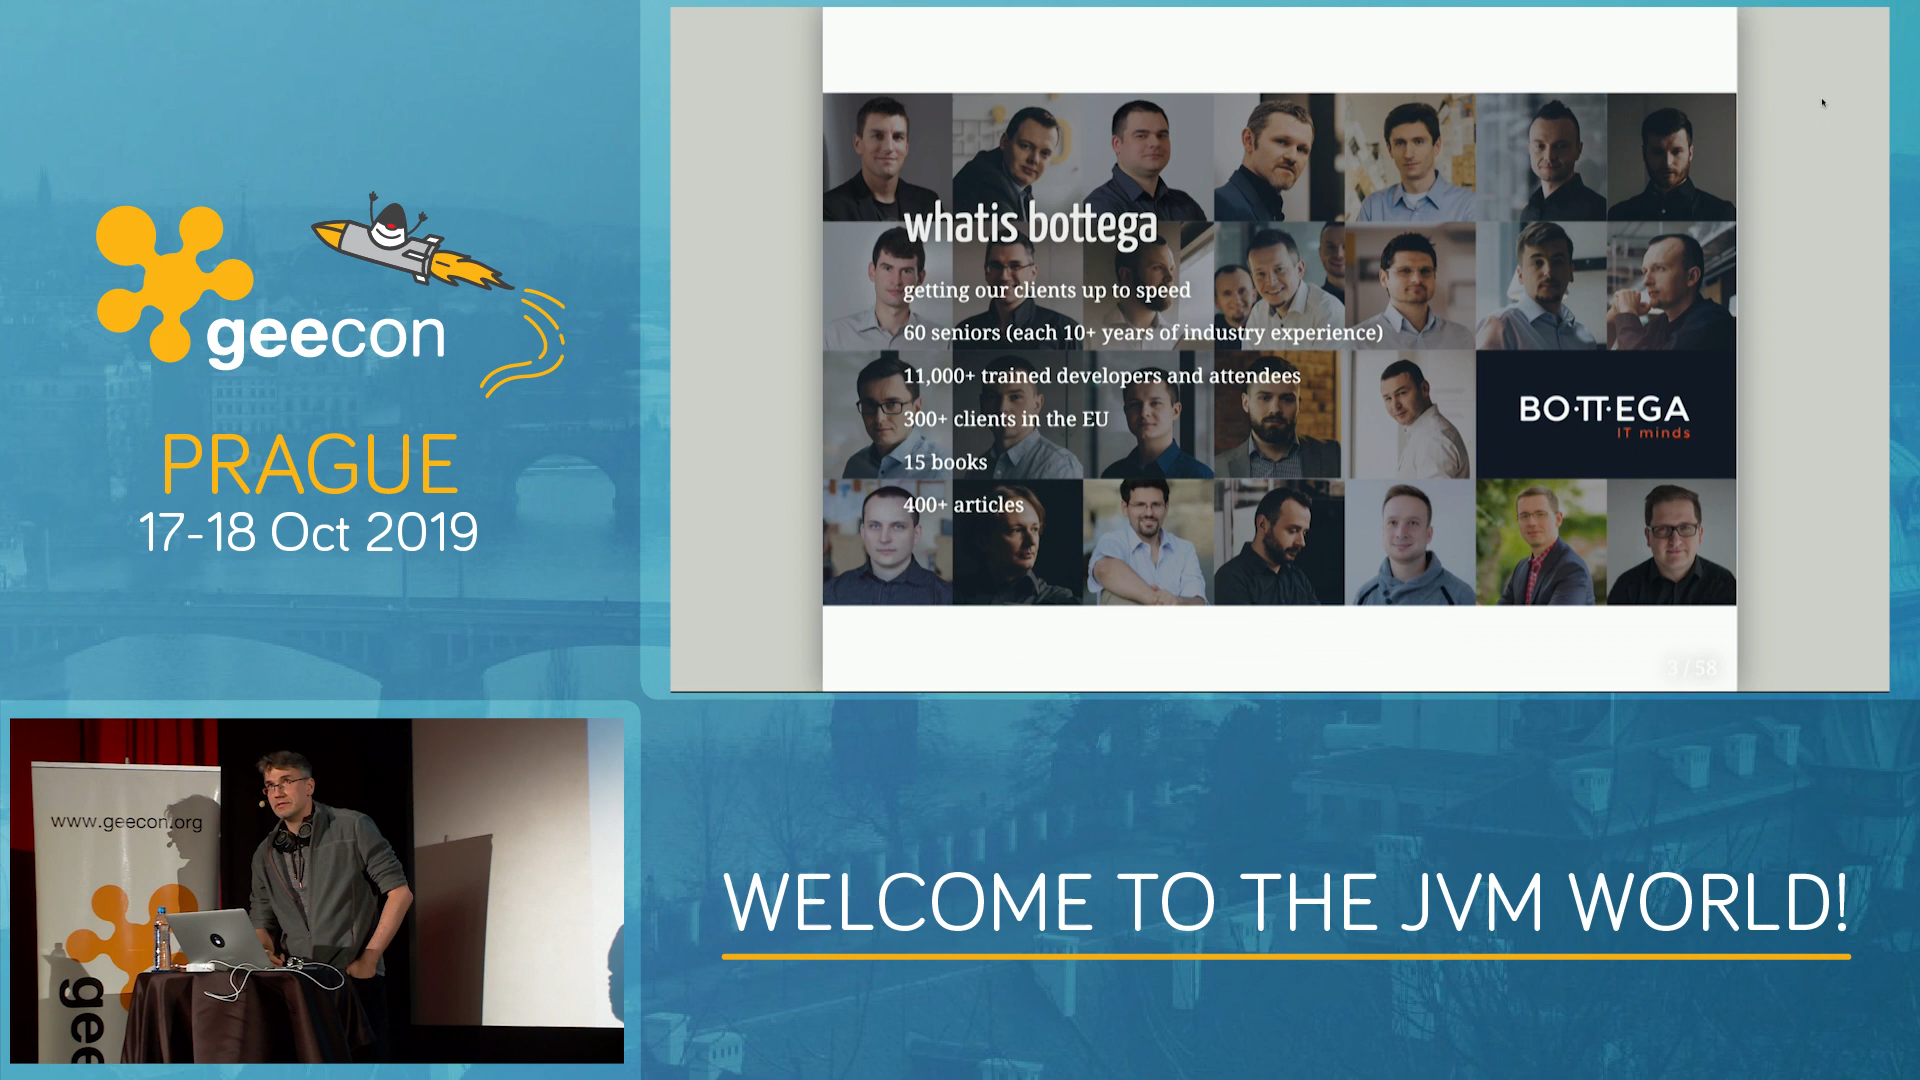 geecon
PRAGUE
17-18 Oct 2019
whatis bottega
getting our clients up to speed
60 seniors (each 10+ years of industry experience)
11,000+ trained developers and attendees
300+ clients in the EU
15 books
400+ articles
BO·TT·EGA
IT minds
3 / 58
www.geecon.org
gee
WELCOME TO THE JVM WORLD!